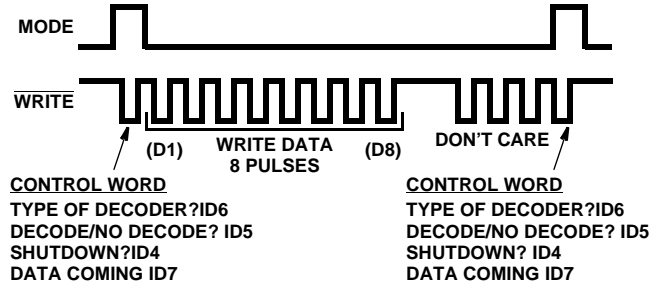 MODE
WRITE
(D1) WRITE DATA (D8) DON'T CARE
8 PULSES
CONTROL WORD
TYPE OF DECODER?ID6
DECODE/NO DECODE? ID5
SHUTDOWN?ID4
DATA COMING ID7
CONTROL WORD
TYPE OF DECODER?ID6
DECODE/NO DECODE? ID5
SHUTDOWN? ID4
DATA COMING ID7